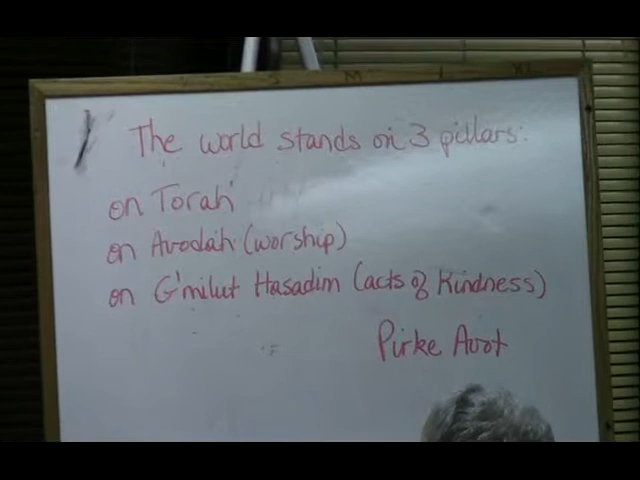 The world stands on 3 pillars:
on Torah
on Avodah (worship)
on G'milut Hasadim (acts of Kindness)
Pirke Avot